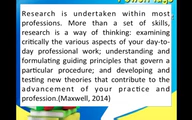 Research is undertaken within most
professions. More than a set of skills,
research is a way of thinking: examining
critically the various aspects of your day-to-
day professional work; understanding and
formulating guiding principles that govern a
particular procedure; and developing and
testing new theories that contribute to the
advancement of your practice and
profession.(Maxwell, 2014)